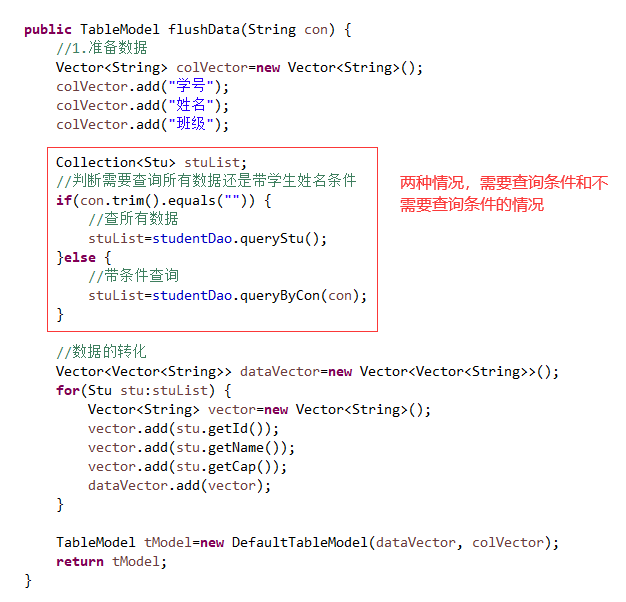 public TableModel flushData(String con) {
//1.准备数据
Vector<String> colVector=new Vector<String>();
colVector.add("学号");
colVector.add("姓名");
colVector.add("班级");
Collection<Stu> stuList;
//判断需要查询所有数据还是带学生姓名条件
if(con.trim().equals("")) {
//查所有数据
stuList=studentDao.queryStu();
}else {
//带条件查询
stuList=studentDao.queryByCon(con);
}
两种情况，需要查询条件和不
需要查询条件的情况
//数据的转化
Vector<Vector<String>> dataVector=new Vector<Vector<String>>();
for(Stu stu:stuList) {
Vector<String> vector=new Vector<String>();
vector.add(stu.getId());
vector.add(stu.getName());
vector.add(stu.getCap());
dataVector.add(vector);
}
TableModel tModel=new DefaultTableModel(dataVector, colVector);
return tModel;
}